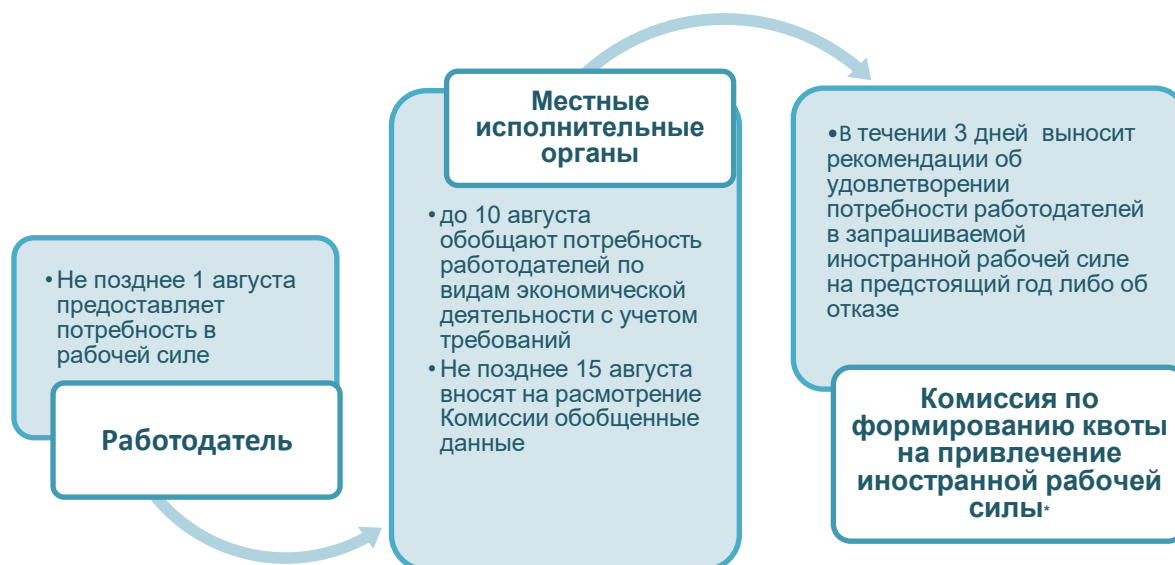 • Не позднее 1 августа
предоставляет
потребность в
рабочей силе
Работодатель
Местные
исполнительные
органы
• до 10 августа
обобщают потребность
работодателей по
видам экономической
деятельности с учетом
требований
• Не позднее 15 августа
вносят на расмотрение
Комиссии обобщенные
данные
•В течении 3 дней выносит
рекомендации об
удовлетворении
потребности работодателей
в запрашиваемой
иностранной рабочей силе
на предстоящий год либо об
отказе
Комиссия по
формированию квоты
на привлечение
иностранной рабочей
силы*